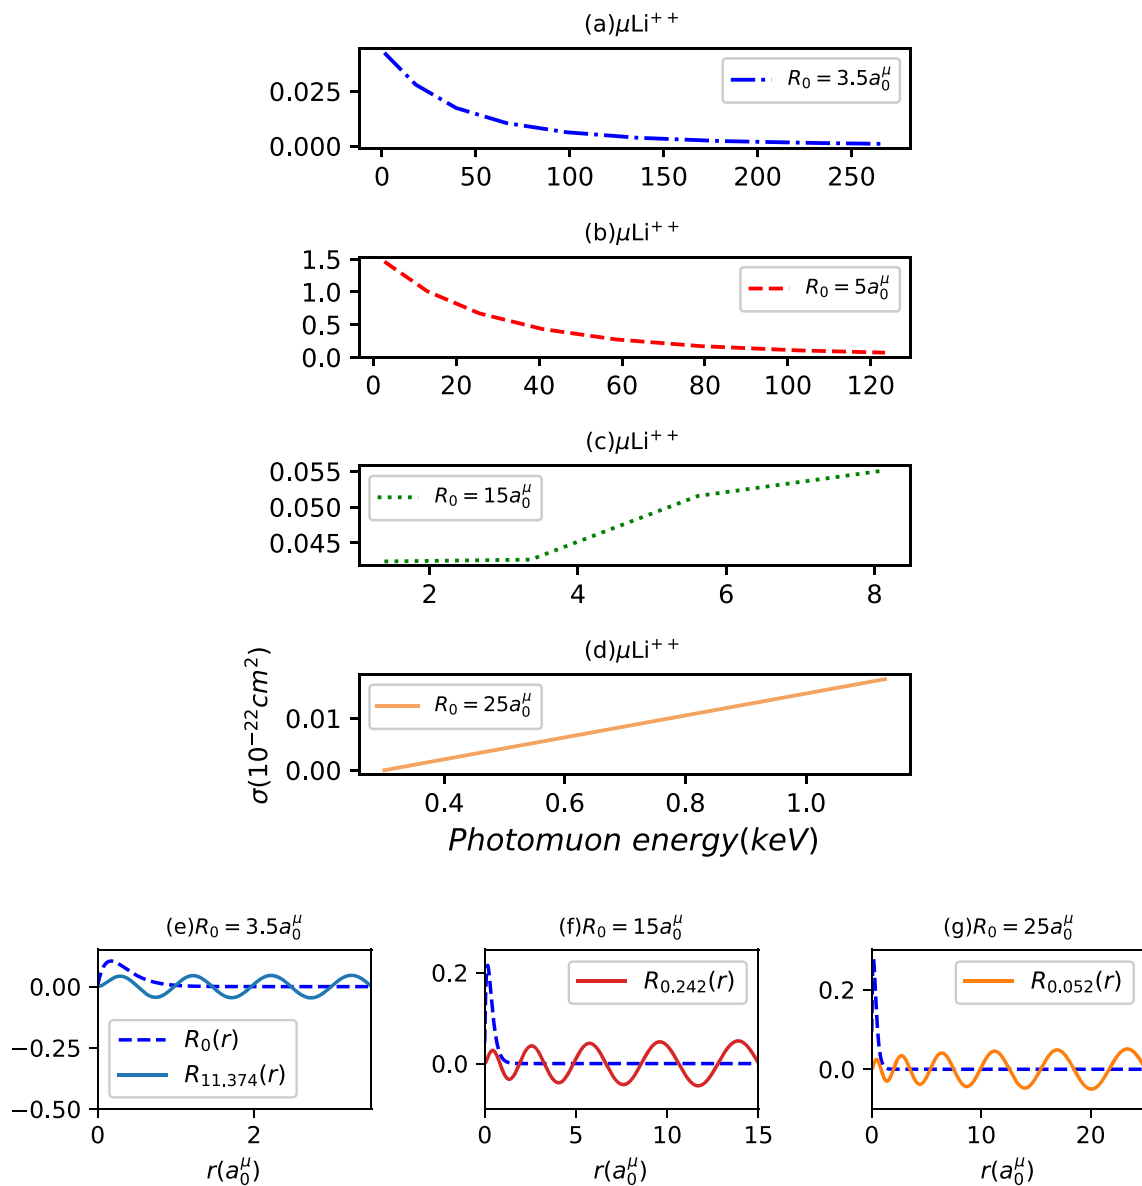 (a)μLi⁺⁺
0.025
0.000
R₀ = 3.5a₀^μ
0 50 100 150 200 250
(b)μLi⁺⁺
1.5
1.0
0.5
0.0
R₀ = 5a₀^μ
0 20 40 60 80 100 120
(c)μLi⁺⁺
0.055
0.050
0.045
R₀ = 15a₀^μ
2 4 6 8
(d)μLi⁺⁺
σ(10⁻²²cm²)
0.01
0.00
R₀ = 25a₀^μ
0.4 0.6 0.8 1.0
Photomuon energy(keV)
(e)R₀ = 3.5a₀^μ
0.00
−0.25
−0.50
R₀(r)
R₁₁.₃₇₄(r)
0 2
r(a₀^μ)
(f)R₀ = 15a₀^μ
0.2
0.0
R₀.₂₄₂(r)
0 5 10 15
r(a₀^μ)
(g)R₀ = 25a₀^μ
0.2
0.0
R₀.₀₅₂(r)
0 10 20
r(a₀^μ)